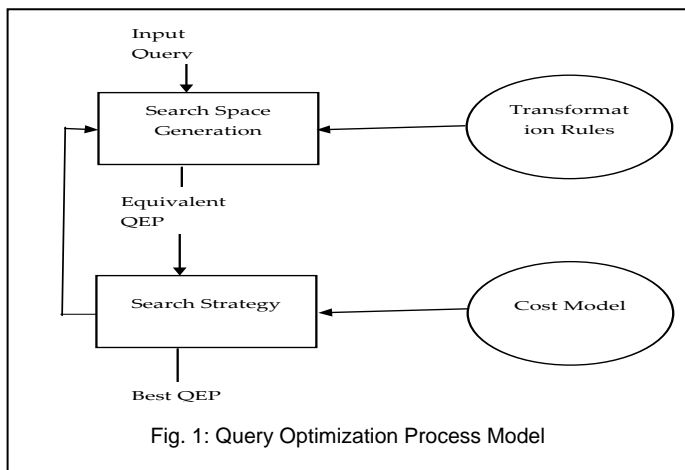 Input
Query
Search Space
Generation
Transformat
ion Rules
Equivalent
QEP
Search Strategy
Cost Model
Best QEP
Fig. 1: Query Optimization Process Model